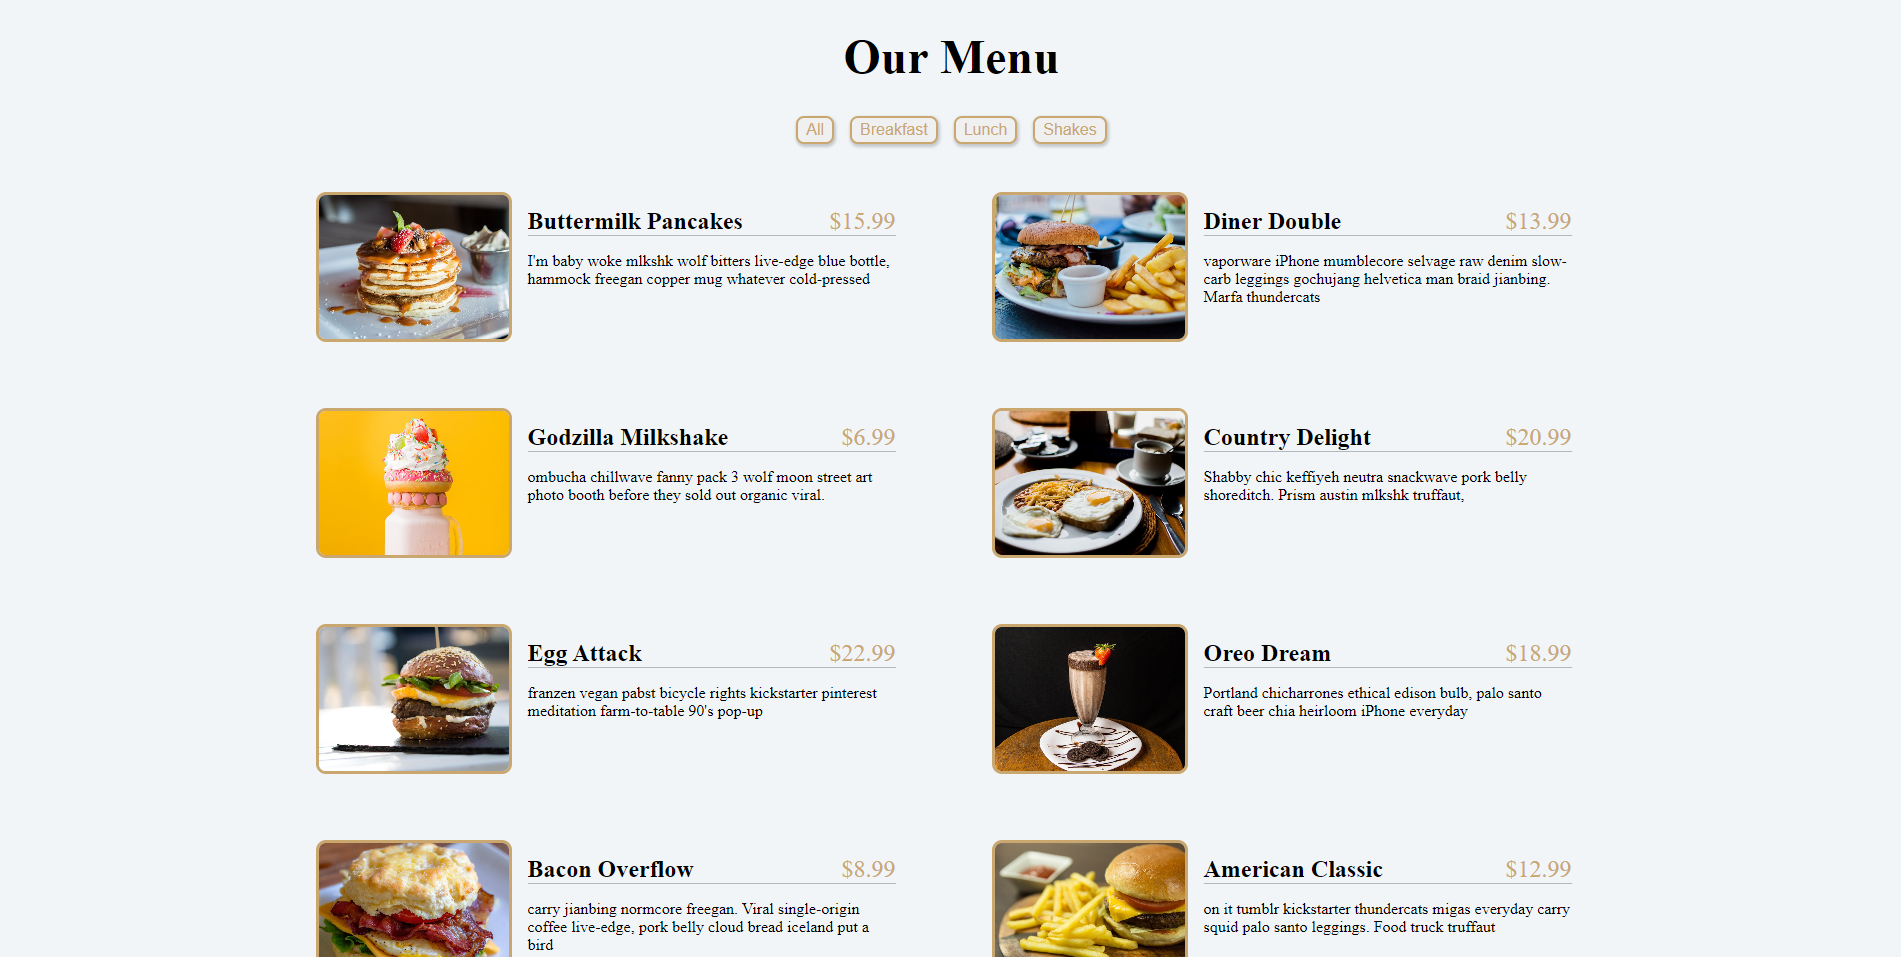 Our Menu
All Breakfast Lunch Shakes
Buttermilk Pancakes $15.99
I'm baby woke mlkshk wolf bitters live-edge blue bottle,
hammock freegan copper mug whatever cold-pressed
Diner Double $13.99
vaporware iPhone mumblecore selvage raw denim slow-
carb leggings gochujang helvetica man braid jianbing.
Marfa thundercats
Godzilla Milkshake $6.99
ombucha chillwave fanny pack 3 wolf moon street art
photo booth before they sold out organic viral.
Country Delight $20.99
Shabby chic keffiyeh neutra snackwave pork belly
shoreditch. Prism austin mlkshk truffaut,
Egg Attack $22.99
franzen vegan pabst bicycle rights kickstarter pinterest
meditation farm-to-table 90's pop-up
Oreo Dream $18.99
Portland chicharrones ethical edison bulb, palo santo
craft beer chia heirloom iPhone everyday
Bacon Overflow $8.99
carry jianbing normcore freegan. Viral single-origin
coffee live-edge, pork belly cloud bread iceland put a
bird
American Classic $12.99
on it tumblr kickstarter thundercats migas everyday carry
squid palo santo leggings. Food truck truffaut